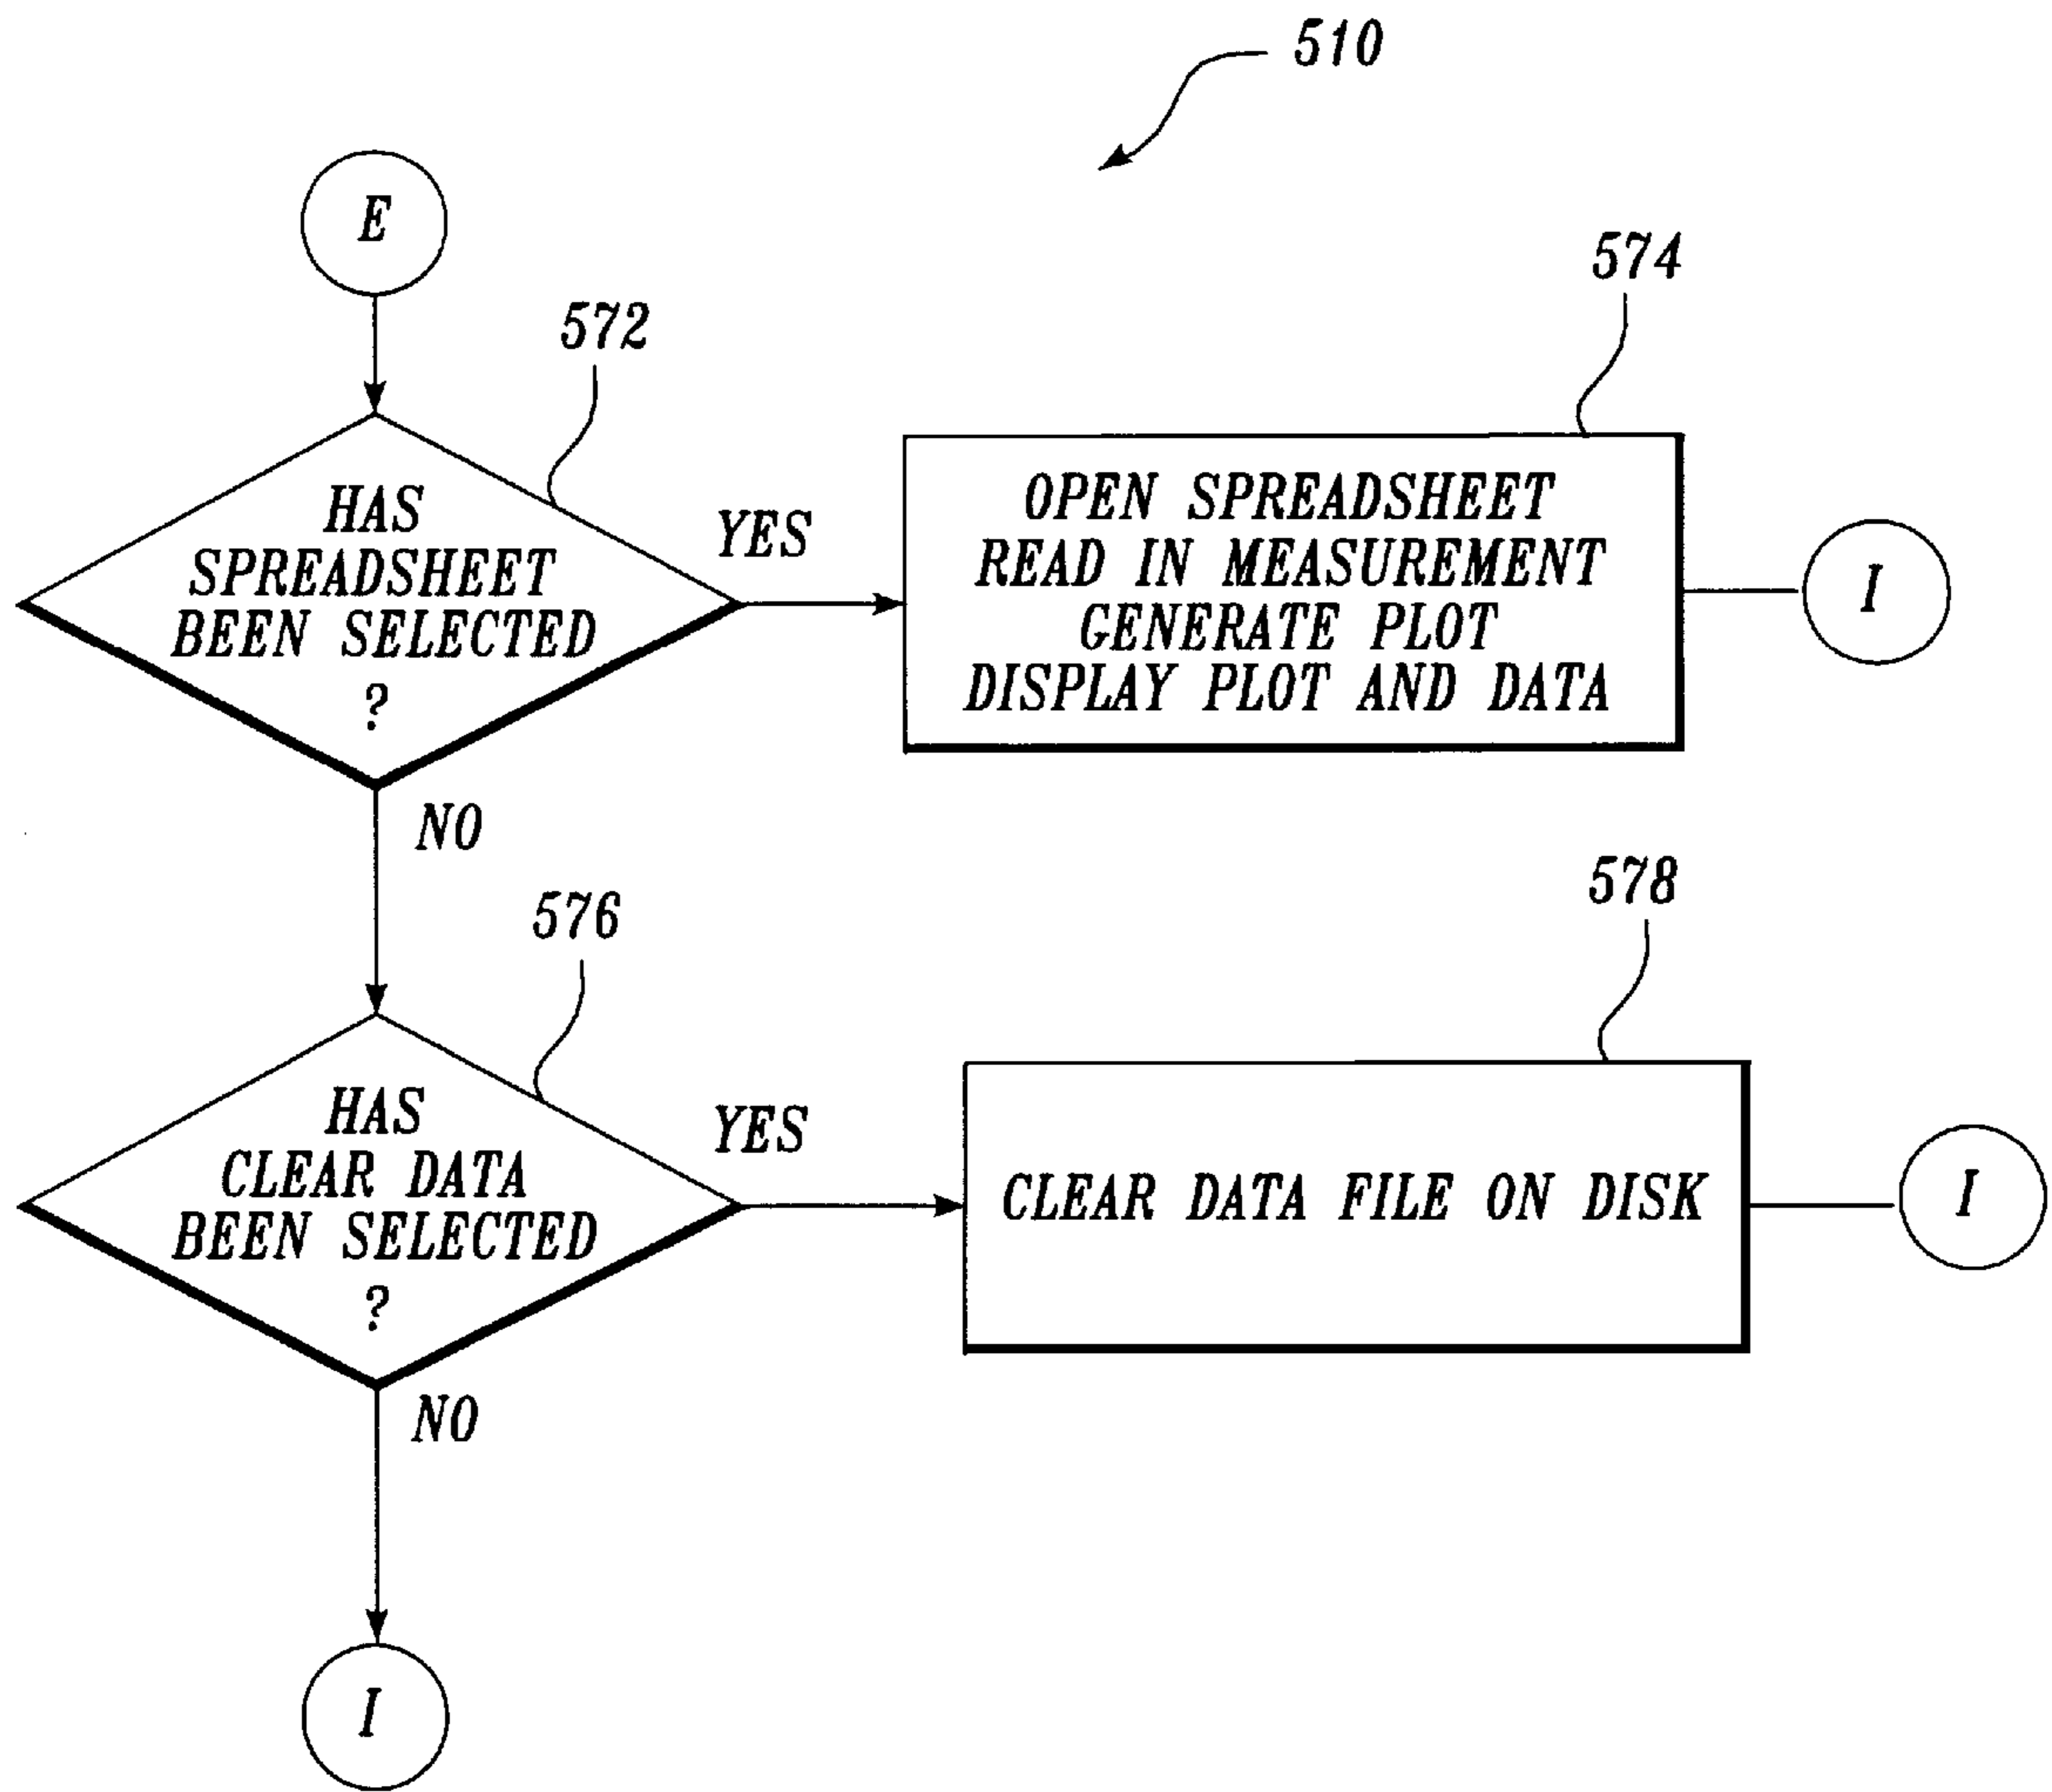 510
E
572
574
HAS
SPREADSHEET
BEEN SELECTED
?
YES
OPEN SPREADSHEET
READ IN MEASUREMENT
GENERATE PLOT
DISPLAY PLOT AND DATA
I
NO
576
578
HAS
CLEAR DATA
BEEN SELECTED
?
YES
CLEAR DATA FILE ON DISK
I
NO
I